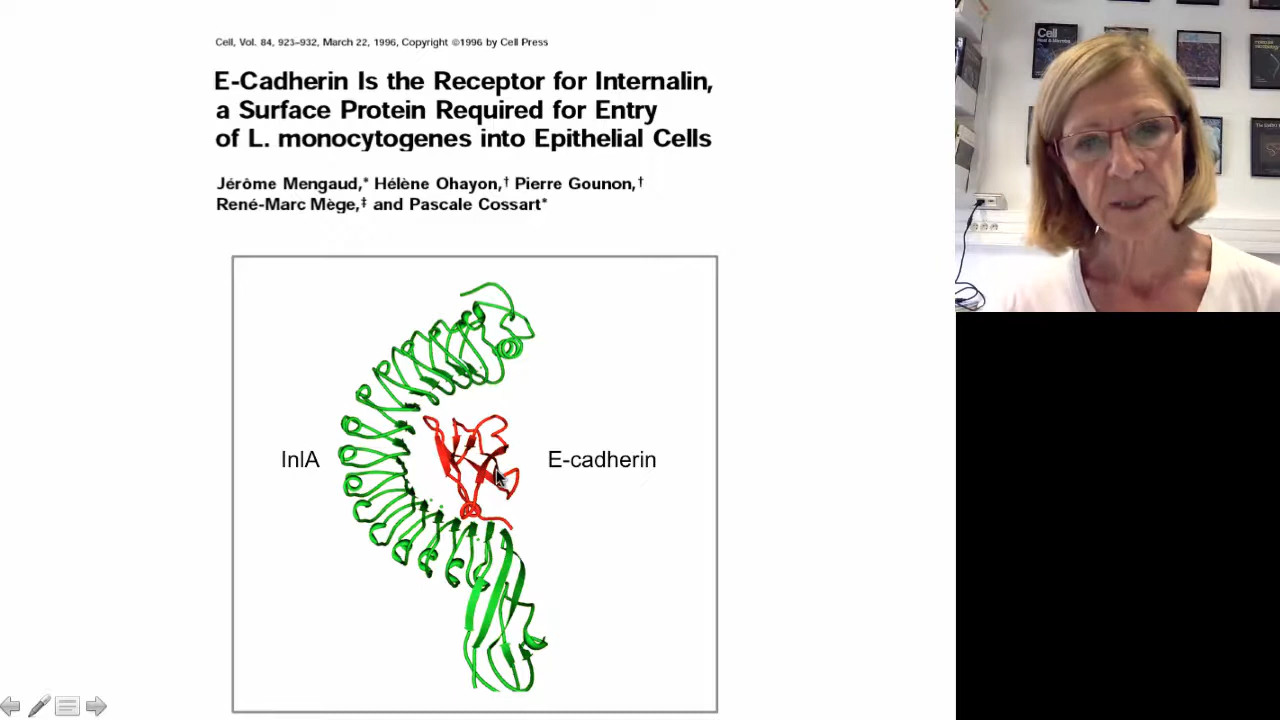 Cell, Vol. 84, 923–932, March 22, 1996, Copyright ©1996 by Cell Press
E-Cadherin Is the Receptor for Internalin,
a Surface Protein Required for Entry
of L. monocytogenes into Epithelial Cells
Jérôme Mengaud,* Hélène Ohayon,† Pierre Gounon,†
René-Marc Mège,‡ and Pascale Cossart*
InlA
E-cadherin
Cell